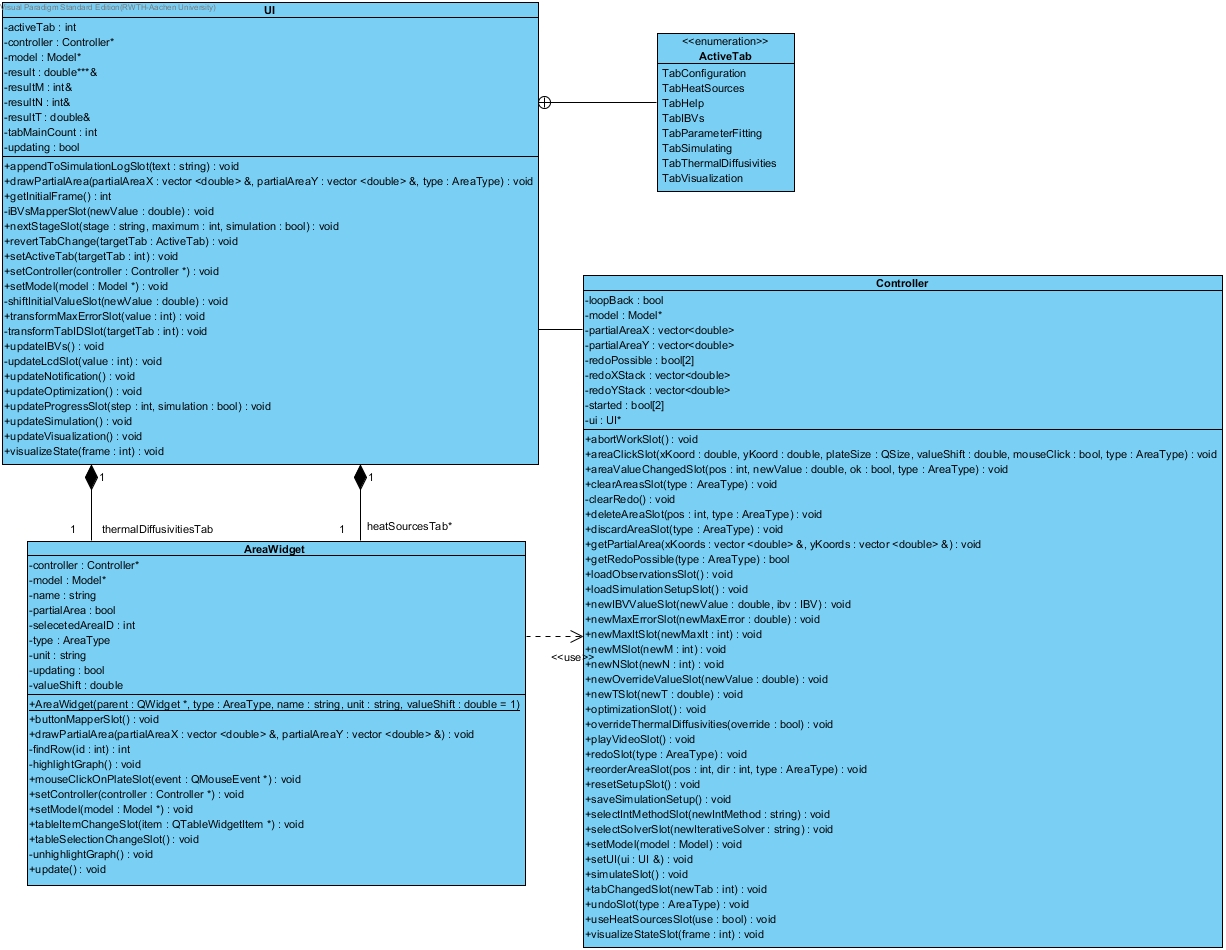 Visual Paradigm Standard Edition(RWTH-Aachen University)
UI
-activeTab : int
-controller : Controller*
-model : Model*
-result : double***&
-resultM : int&
-resultN : int&
-resultT : double&
-tabMainCount : int
-updating : bool
+appendToSimulationLogSlot(text : string) : void
+drawPartialArea(partialAreaX : vector <double> &, partialAreaY : vector <double> &, type : AreaType) : void
+getInitialFrame() : int
-iBVsMapperSlot(newValue : double) : void
+nextStageSlot(stage : string, maximum : int, simulation : bool) : void
+revertTabChange(targetTab : ActiveTab) : void
+setActiveTab(targetTab : int) : void
+setController(controller : Controller *) : void
+setModel(model : Model *) : void
-shiftInitialValueSlot(newValue : double) : void
+transformMaxErrorSlot(value : int) : void
-transformTabIDSlot(targetTab : int) : void
+updateIBVs() : void
-updateLcdSlot(value : int) : void
+updateNotification() : void
+updateOptimization() : void
+updateProgressSlot(step : int, simulation : bool) : void
+updateSimulation() : void
+updateVisualization() : void
+visualizeState(frame : int) : void
<<enumeration>>
ActiveTab
TabConfiguration
TabHeatSources
TabHelp
TabIBVs
TabParameterFitting
TabSimulating
TabThermalDiffusivities
TabVisualization
1
1
1
thermalDiffusivitiesTab
1
heatSourcesTab*
AreaWidget
-controller : Controller*
-model : Model*
-name : string
-partialArea : bool
-selecetedAreaID : int
-type : AreaType
-unit : string
-updating : bool
-valueShift : double
+AreaWidget(parent : QWidget *, type : AreaType, name : string, unit : string, valueShift : double = 1)
+buttonMapperSlot() : void
+drawPartialArea(partialAreaX : vector <double> &, partialAreaY : vector <double> &) : void
-findRow(id : int) : int
-highlightGraph() : void
+mouseClickOnPlateSlot(event : QMouseEvent *) : void
+setController(controller : Controller *) : void
+setModel(model : Model *) : void
+tableItemChangeSlot(item : QTableWidgetItem *) : void
+tableSelectionChangeSlot() : void
-unhighlightGraph() : void
+update() : void
<<use>>
Controller
-loopBack : bool
-model : Model*
-partialAreaX : vector<double>
-partialAreaY : vector<double>
-redoPossible : bool[2]
-redoXStack : vector<double>
-redoYStack : vector<double>
-started : bool[2]
-ui : UI*
+abortWorkSlot() : void
+areaClickSlot(xKoord : double, yKoord : double, plateSize : QSize, valueShift : double, mouseClick : bool, type : AreaType) : void
+areaValueChangedSlot(pos : int, newValue : double, ok : bool, type : AreaType) : void
+clearAreasSlot(type : AreaType) : void
-clearRedo() : void
+deleteAreaSlot(pos : int, type : AreaType) : void
+discardAreaSlot(type : AreaType) : void
+getPartialArea(xKoords : vector <double> &, yKoords : vector <double> &) : void
+getRedoPossible(type : AreaType) : bool
+loadObservationsSlot() : void
+loadSimulationSetupSlot() : void
+newIBVValueSlot(newValue : double, ibv : IBV) : void
+newMaxErrorSlot(newMaxError : double) : void
+newMaxItSlot(newMaxIt : int) : void
+newMSlot(newM : int) : void
+newNSlot(newN : int) : void
+newOverrideValueSlot(newValue : double) : void
+newTSlot(newT : double) : void
+optimizationSlot() : void
+overrideThermalDiffusivities(override : bool) : void
+playVideoSlot() : void
+redoSlot(type : AreaType) : void
+reorderAreaSlot(pos : int, dir : int, type : AreaType) : void
+resetSetupSlot() : void
+saveSimulationSetup() : void
+selectIntMethodSlot(newIntMethod : string) : void
+selectSolverSlot(newIterativeSolver : string) : void
+setModel(model : Model) : void
+setUI(ui : UI &) : void
+simulateSlot() : void
+tabChangedSlot(newTab : int) : void
+undoSlot(type : AreaType) : void
+useHeatSourcesSlot(use : bool) : void
+visualizeStateSlot(frame : int) : void